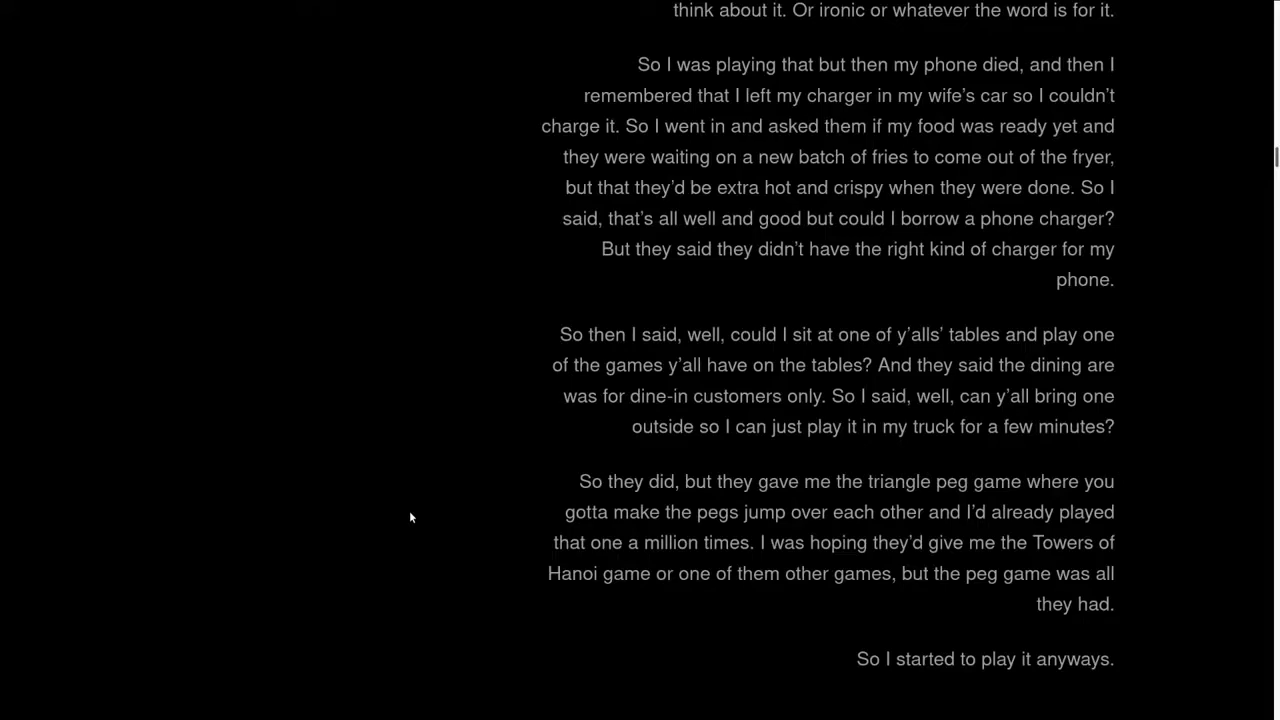 think about it. Or ironic or whatever the word is for it.
So I was playing that but then my phone died, and then I
remembered that I left my charger in my wife’s car so I couldn’t
charge it. So I went in and asked them if my food was ready yet and
they were waiting on a new batch of fries to come out of the fryer,
but that they’d be extra hot and crispy when they were done. So I
said, that’s all well and good but could I borrow a phone charger?
But they said they didn’t have the right kind of charger for my
phone.
So then I said, well, could I sit at one of y’alls’ tables and play one
of the games y’all have on the tables? And they said the dining are
was for dine-in customers only. So I said, well, can y’all bring one
outside so I can just play it in my truck for a few minutes?
So they did, but they gave me the triangle peg game where you
gotta make the pegs jump over each other and I’d already played
that one a million times. I was hoping they’d give me the Towers of
Hanoi game or one of them other games, but the peg game was all
they had.
So I started to play it anyways.